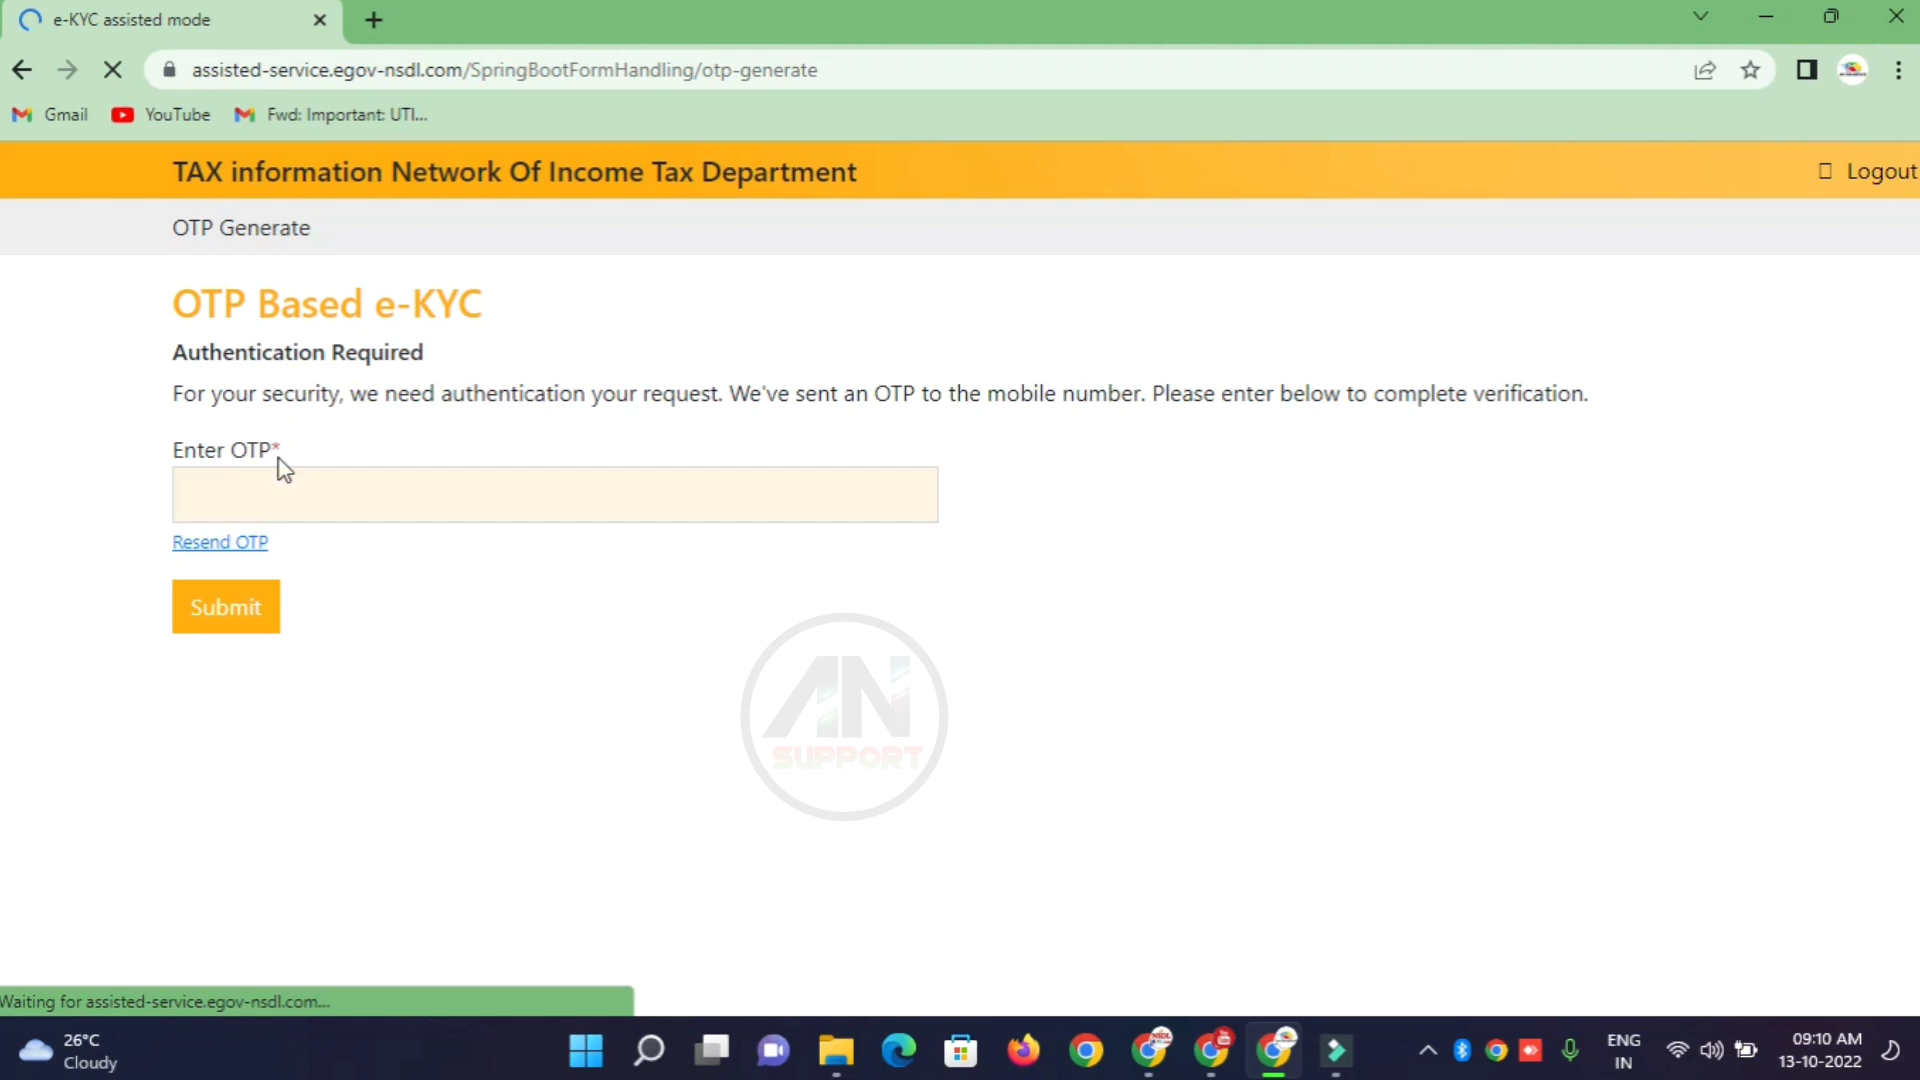 e-KYC assisted mode
assisted-service.egov-nsdl.com/SpringBootFormHandling/otp-generate
Gmail
YouTube
Fwd: Important: UTI...
TAX information Network Of Income Tax Department
Logout
OTP Generate
OTP Based e-KYC
Authentication Required
For your security, we need authentication your request. We've sent an OTP to the mobile number. Please enter below to complete verification.
Enter OTP*
Resend OTP
Submit
AN
SUPPORT
Waiting for assisted-service.egov-nsdl.com...
26°C
Cloudy
ENG
IN
09:10 AM
13-10-2022